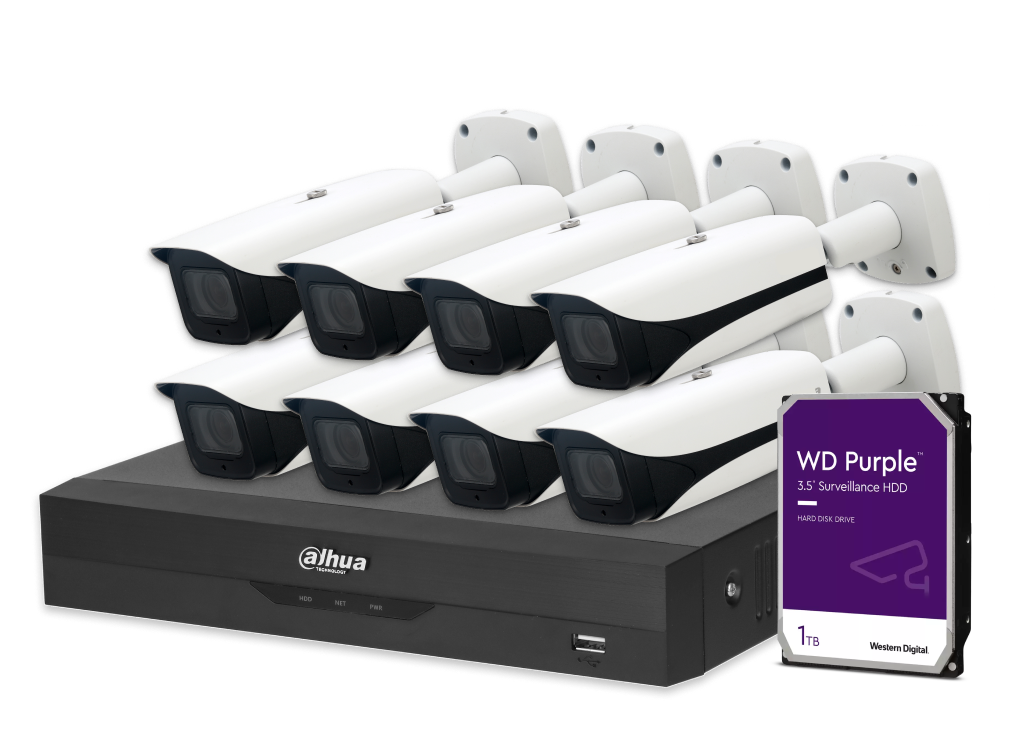 alhua
TECHNOLOGY
HDD
NET
PWR
WD Purple™
3.5" Surveillance HDD
HARD DISK DRIVE
1TB
Western Digital.